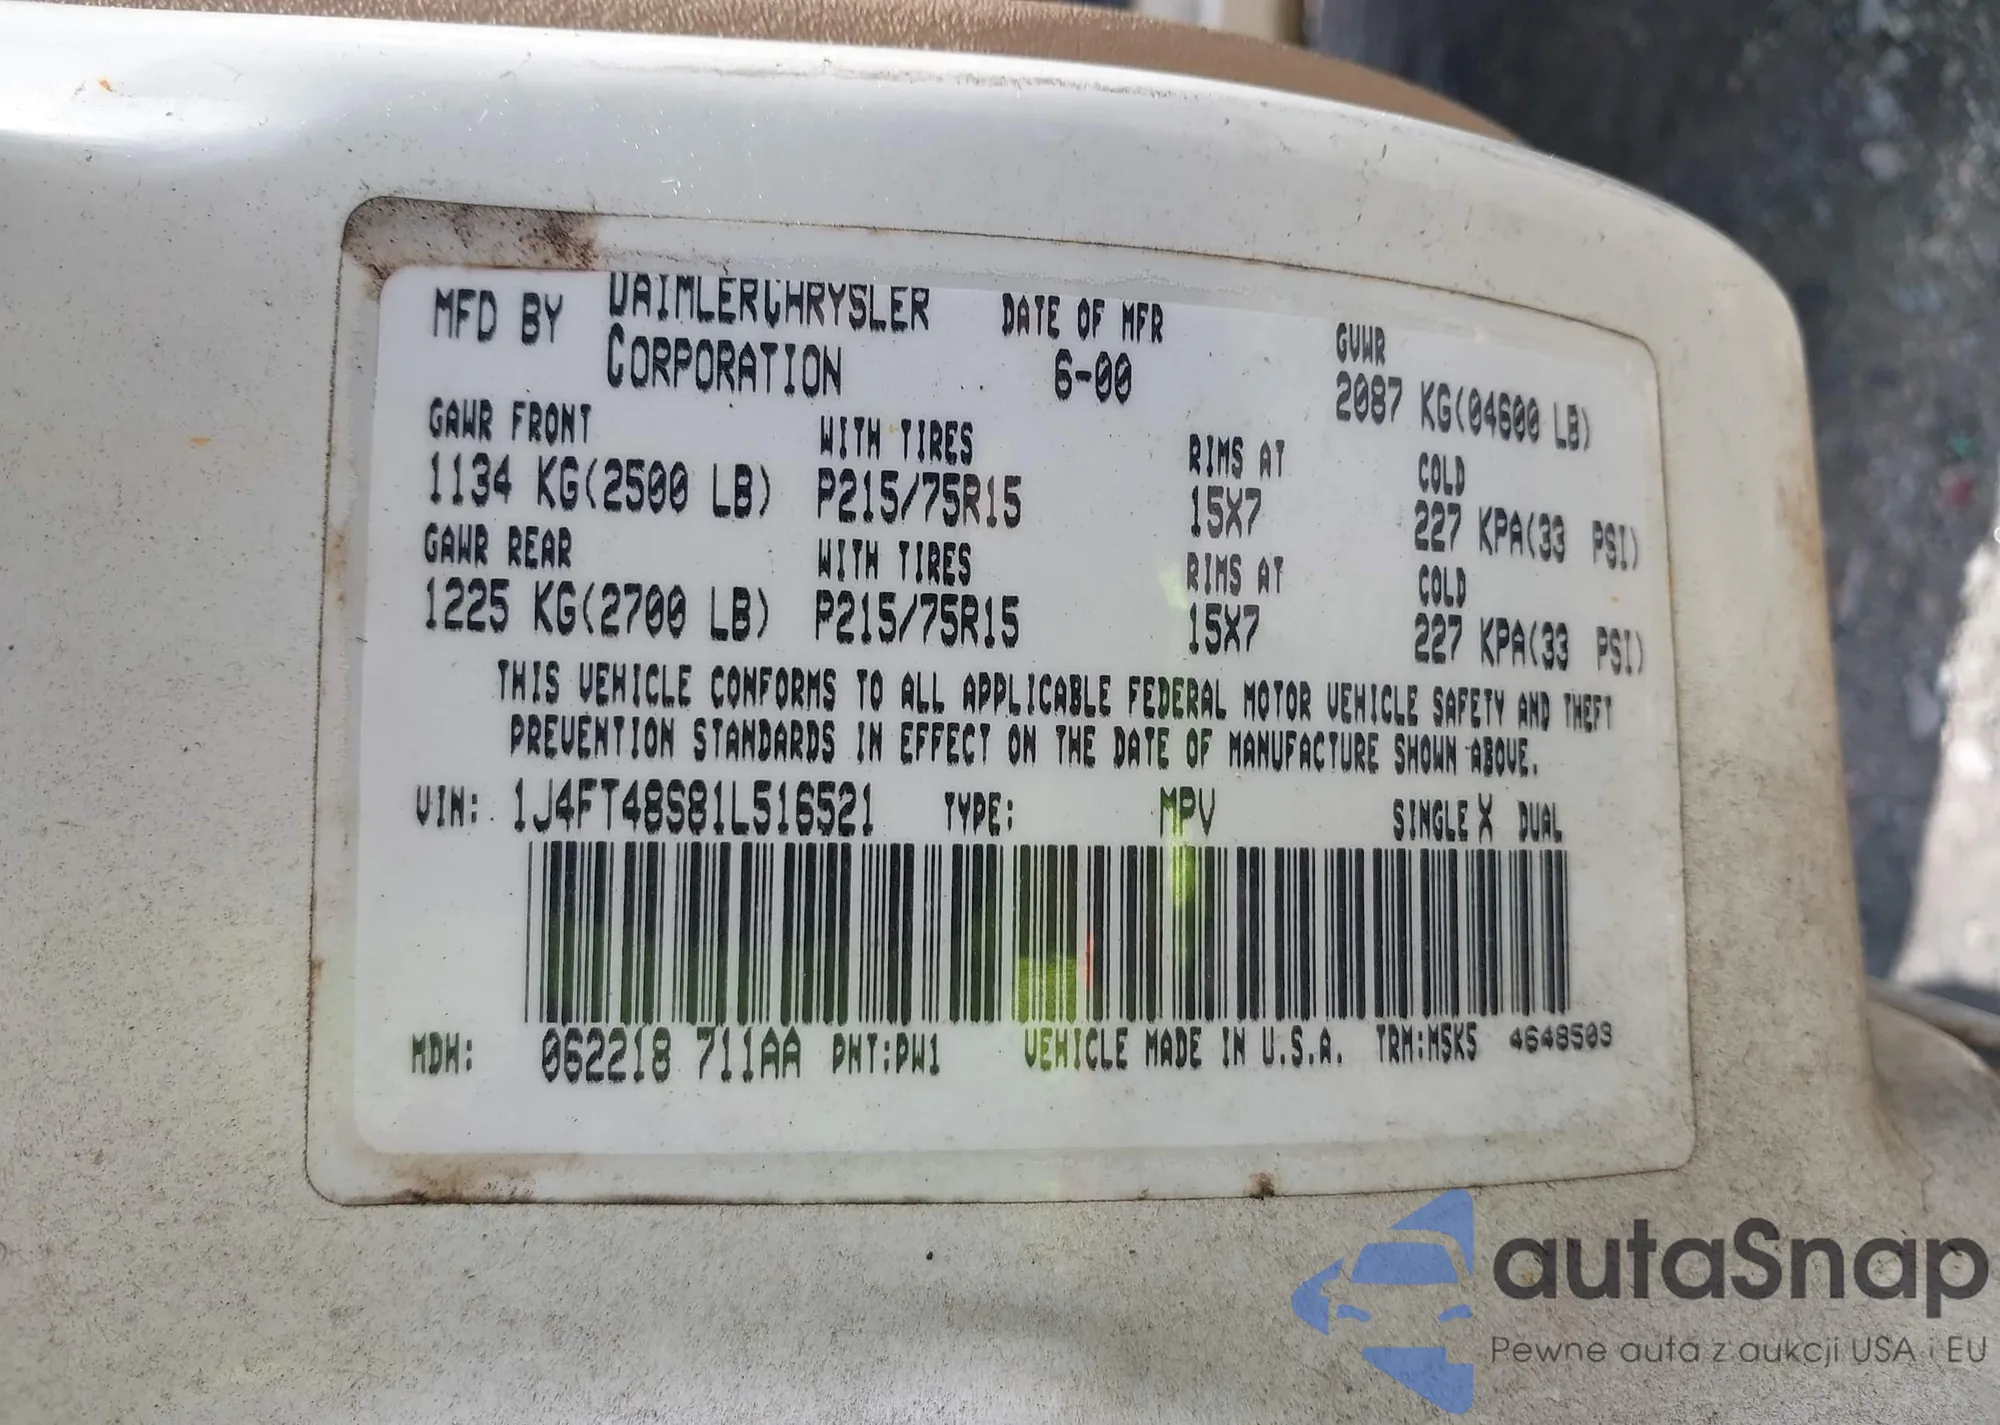 MFD BY DAIMLERCHRYSLER CORPORATION DATE OF MFR 6-00 GVWR
2087 KG(04600 LB)
GAWR FRONT WITH TIRES RIMS AT COLD
1134 KG(2500 LB) P215/75R15 15X7 227 KPA(33 PSI)
GAWR REAR WITH TIRES RIMS AT COLD
1225 KG(2700 LB) P215/75R15 15X7 227 KPA(33 PSI)
THIS VEHICLE CONFORMS TO ALL APPLICABLE FEDERAL MOTOR VEHICLE SAFETY AND THEFT
PREVENTION STANDARDS IN EFFECT ON THE DATE OF MANUFACTURE SHOWN ABOVE.
VIN: 1J4FT48S81L516521 TYPE: MPV SINGLE X DUAL
MDH: 062218 711AA PNT:PW1 VEHICLE MADE IN U.S.A. TRM:M5K5 4648503
autaSnap
Pewne auta z aukcji USA i EU